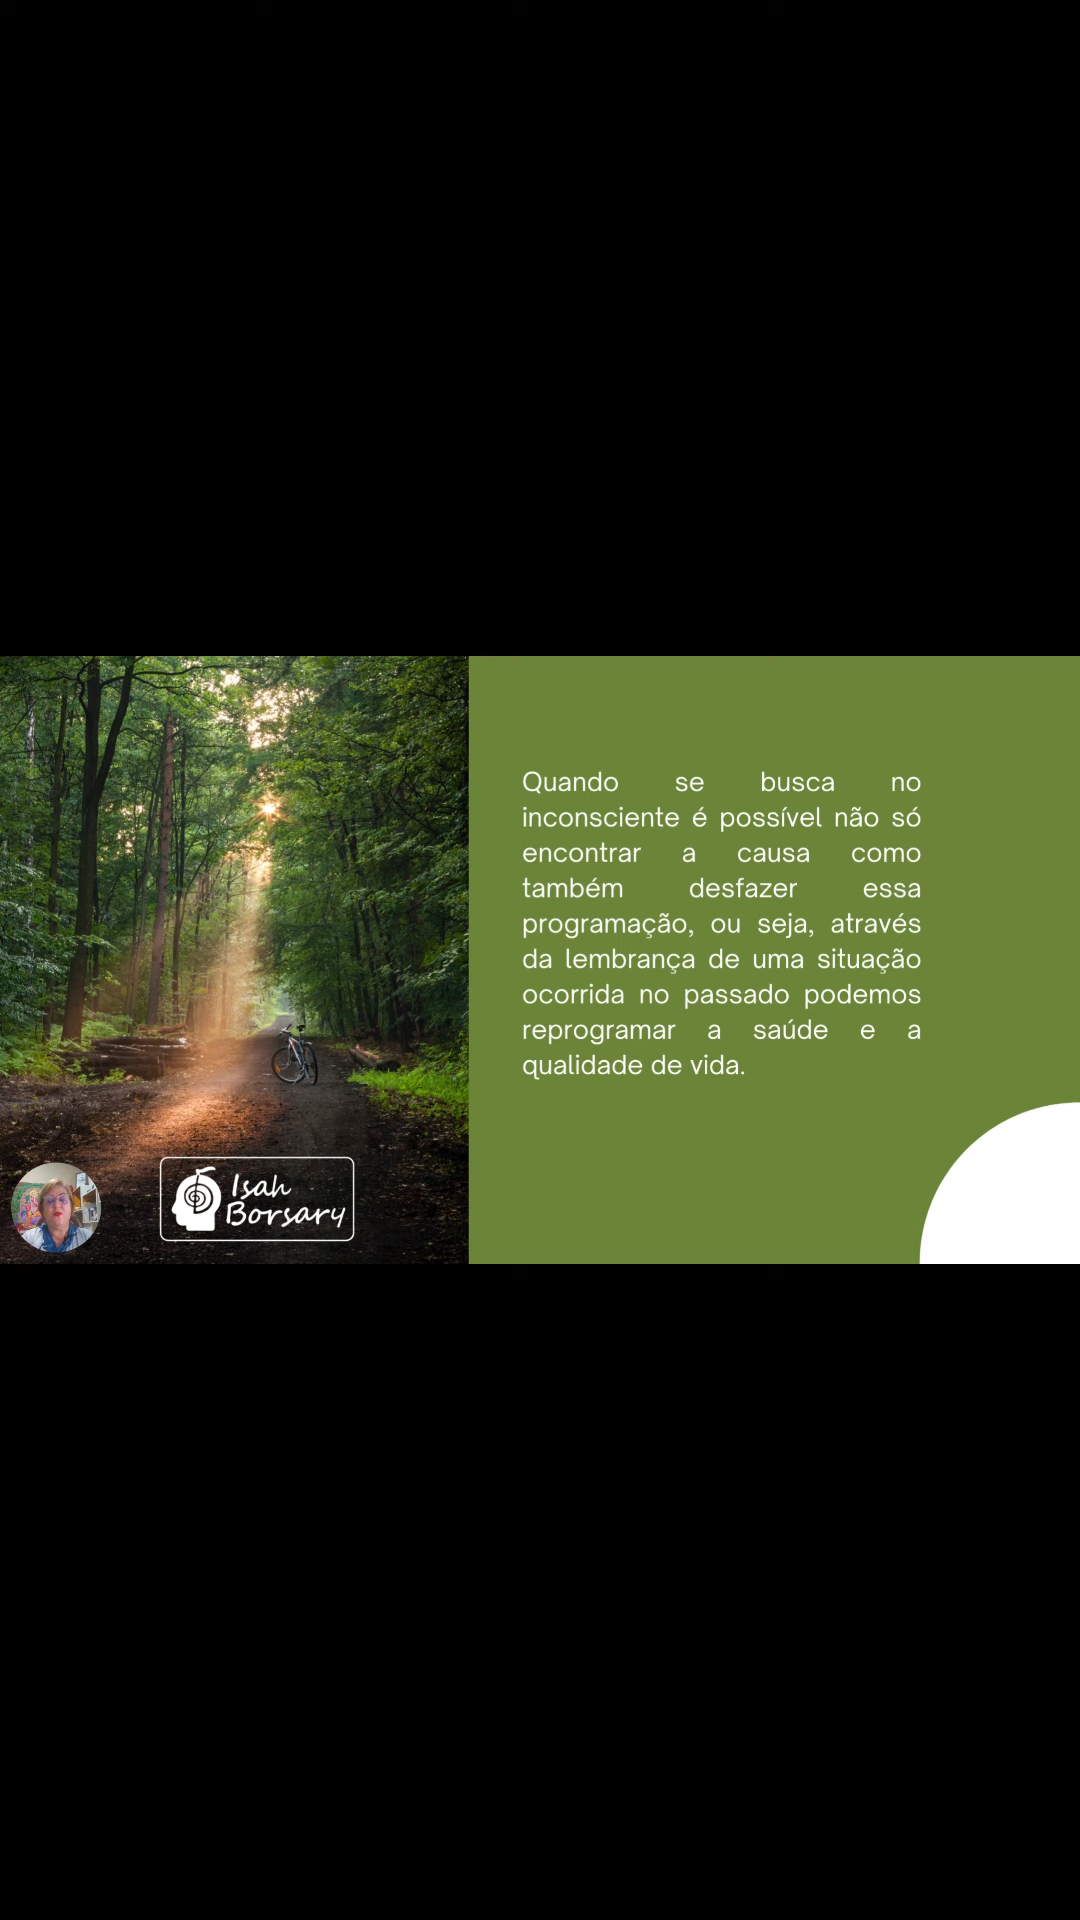 Quando se busca no
inconsciente é possível não só
encontrar a causa como
também desfazer essa
programação, ou seja, através
da lembrança de uma situação
ocorrida no passado podemos
reprogramar a saúde e a
qualidade de vida.
Isah
Borsary